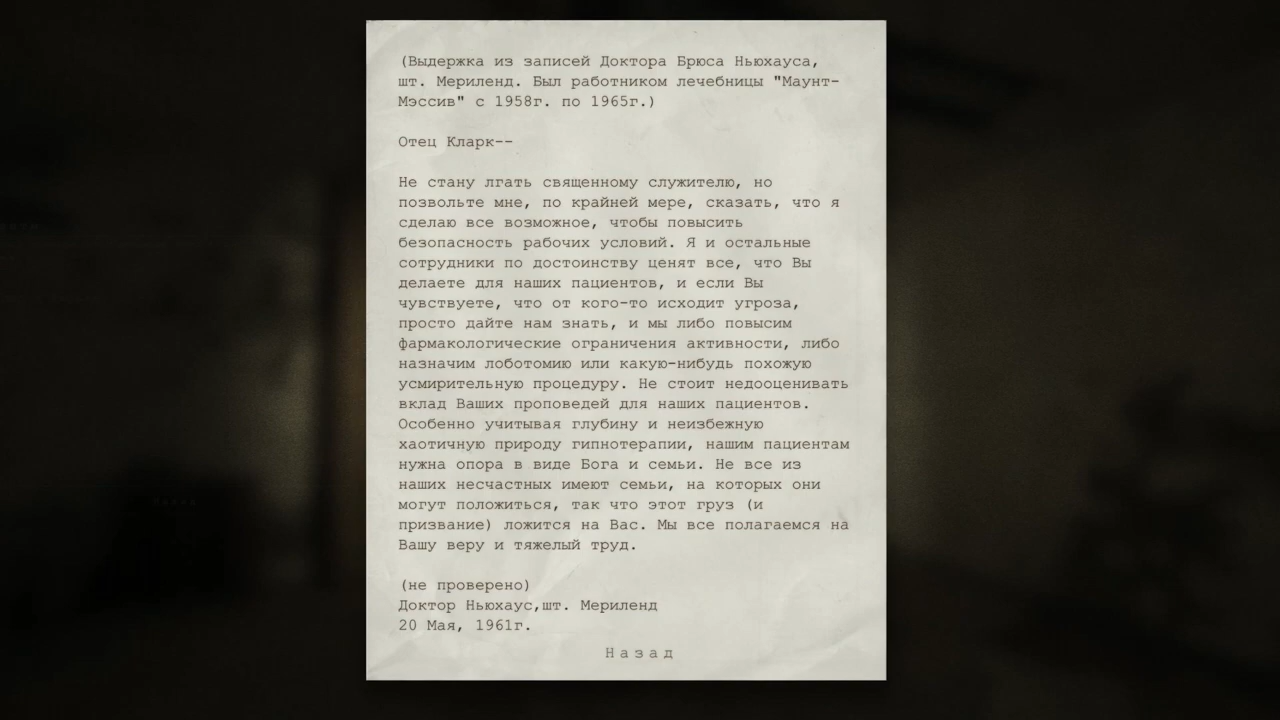 (Выдержка из записей Доктора Брюса Ньюхауса,
шт. Мериленд. Был работником лечебницы "Маунт-
Мэссив" с 1958г. по 1965г.)
Отец Кларк--
Не стану лгать священному служителю, но
позвольте мне, по крайней мере, сказать, что я
сделаю все возможное, чтобы повысить
безопасность рабочих условий. Я и остальные
сотрудники по достоинству ценят все, что Вы
делаете для наших пациентов, и если Вы
чувствуете, что от кого-то исходит угроза,
просто дайте нам знать, и мы либо повысим
фармакологические ограничения активности, либо
назначим лоботомию или какую-нибудь похожую
усмирительную процедуру. Не стоит недооценивать
вклад Ваших проповедей для наших пациентов.
Особенно учитывая глубину и неизбежную
хаотичную природу гипнотерапии, нашим пациентам
нужна опора в виде Бога и семьи. Не все из
наших несчастных имеют семьи, на которых они
могут положиться, так что этот груз (и
призвание) ложится на Вас. Мы все полагаемся на
Вашу веру и тяжелый труд.
(не проверено)
Доктор Ньюхаус,шт. Мериленд
20 Мая, 1961г.
Назад